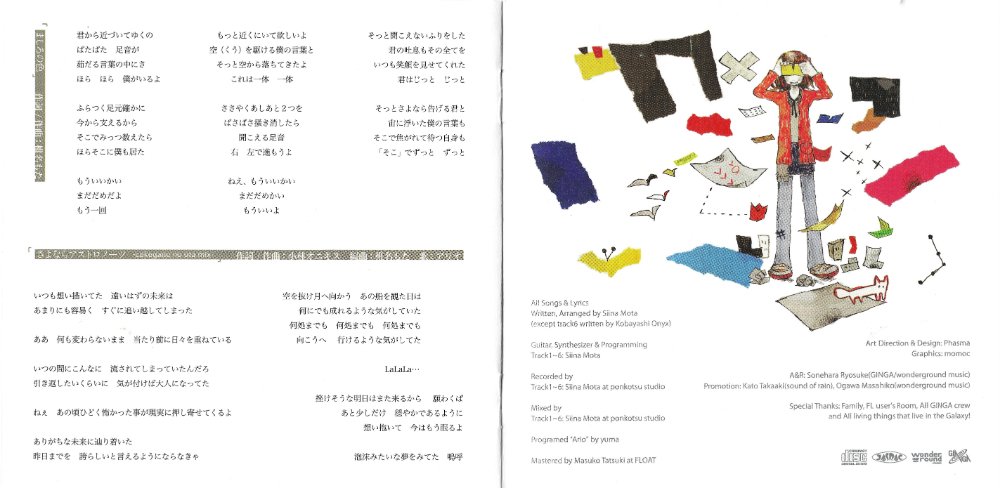 君から近づいてゆくの
ぱたぱた 足音が
茹だる言葉の中にき
ほら ほら 僕がいるよ
ふらつく足元確かに
今から支えるから
そこでみっつ数えたら
ほらそこに僕も居た
もういいかい
まだだめだよ
もう一回
もっと近くにいて欲しいよ
空(くう)を駆ける僕の言葉と
そっと空から落ちてきたよ
これは一体 一体
ささやくあしあと2つを
ぱさぱさ掻き消したら
聞こえる足音
右 左で進もうよ
ねえ、もういいかい
まだだめかい
もういいよ
そっと聞こえないふりをした
君の吐息もその全てを
いつも笑顔を見せてくれた
君はじっと じっと
そっとさよなら告げる君と
宙に浮いた僕の言葉も
そこで焦がれて待つ自身も
「そこ」でずっと ずっと
いつも想い描いてた 遠いはずの未来は
あまりにも容易く すぐに追い越してしまった
ああ 何も変わらないまま 当たり前に日々を重ねている
いつの間にこんなに 流されてしまっていたんだろ
引き返したいくらいに 気が付けば大人になってた
ねぇ あの頃ひどく怖かった事が現実に押し寄せてくるよ
ありがちな未来に辿り着いた
昨日までを 誇らしいと言えるようにならなきゃ
空を抜け月へ向かう あの船を観た日は
何にでも成れるような気がしていた
何処までも 何処までも 何処までも
向こうへ 行けるような気がしてた
LaLaLa…
挫けそうな明日はまた来るから 願わくば
あと少しだけ 穏やかであるように
想い抱いて 今はもう眠るよ
泡沫みたいな夢をみてた 嗚呼
All Songs & Lyrics
Written, Arranged by Siina Mota
(except track6 written by Kobayashi Onyx)
Guitar, Synthesizer & Programming
Track1~6: Siina Mota
Recorded by
Track1~6: Siina Mota at ponkotsu studio
Mixed by
Track1~6: Siina Mota at ponkotsu studio
Programed "Ario" by yuma
Mastered by Masuko Tatsuki at FLOAT
Art Direction & Design: Phasma
Graphics: momoc
A&R: Sonehara Ryosuke(GINGA/wonderground music)
Promotion: Kato Takaaki(sound of rain), Ogawa Masahiko(wonderground music)
Special Thanks: Family, FL user's Room, All GINGA crew
and All living things that live in the Galaxy!